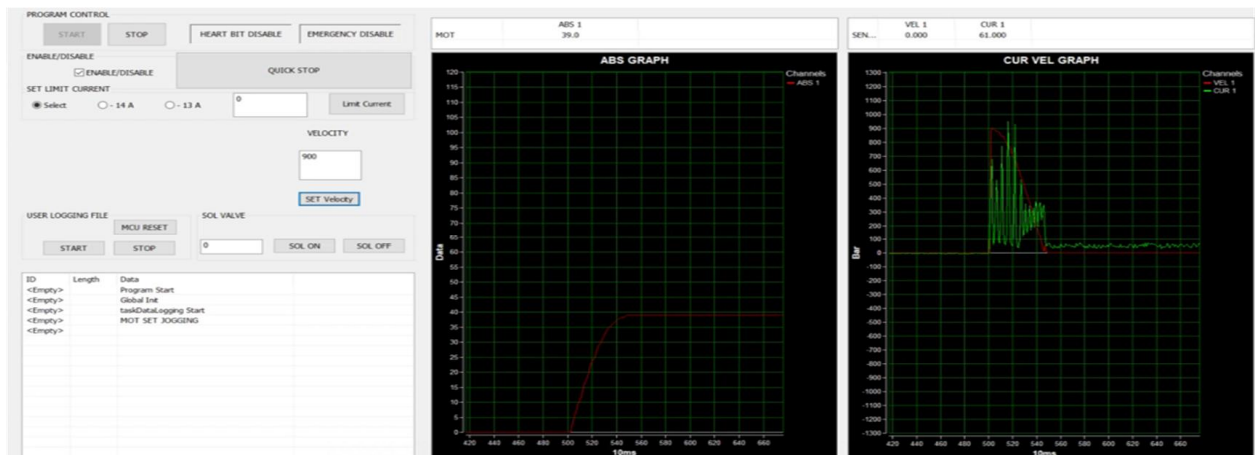 PROGRAM CONTROL
START STOP HEART BIT DISABLE EMERGENCY DISABLE
ENABLE/DISABLE
ENABLE/DISABLE
QUICK STOP
SET LIMIT CURRENT
Select - 14 A - 13 A 0 Limit Current
VELOCITY
900
SET Velocity
USER LOGGING FILE
MCU RESET
START STOP
SOL VALVE
0 SOL ON SOL OFF
ID Length Data
<Empty> Program Start
<Empty> Global Init
<Empty> taskDataLogging Start
<Empty> MOT SET JOGGING
<Empty>
ABS 1
MOT 39.0
ABS GRAPH
Channels
ABS 1
120
115
110
105
100
95
90
85
80
75
70
65
60
55
50
45
40
35
30
25
20
15
10
5
0
Data
420 440 460 480 500 520 540 560 580 600 620 640 660
10ms
VEL 1 CUR 1
SEN... 0.000 61.000
CUR VEL GRAPH
Channels
VEL 1
CUR 1
1300
1200
1100
1000
900
800
700
600
500
400
300
200
100
0
-100
-200
-300
-400
-500
-600
-700
-800
-900
-1000
-1100
-1200
-1300
Bar
420 440 460 480 500 520 540 560 580 600 620 640 660
10ms